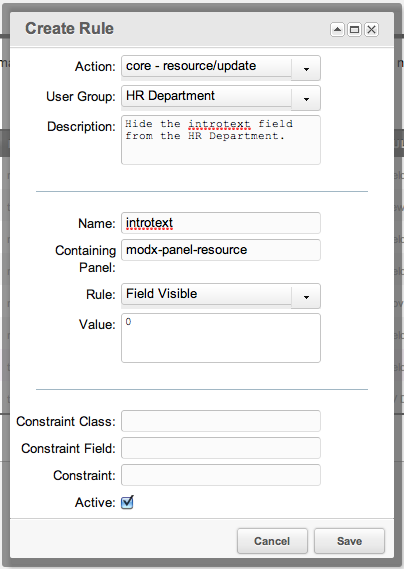 Create Rule
Action: core - resource/update
User Group: HR Department
Description: Hide the introtext field
from the HR Department.
Name: introtext
Containing modx-panel-resource
Panel:
Rule: Field Visible
Value: 0
Constraint Class:
Constraint Field:
Constraint:
Active:
Cancel Save